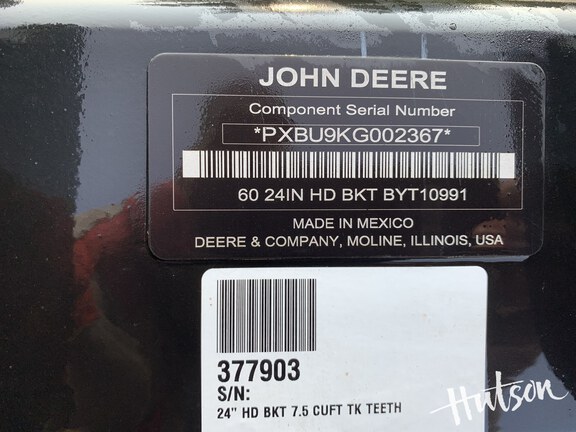 JOHN DEERE
Component Serial Number
*PXBU9KG002367*
60 24IN HD BKT BYT10991
MADE IN MEXICO
DEERE & COMPANY, MOLINE, ILLINOIS, USA
377903
S/N:
24" HD BKT 7.5 CUFT TK TEETH
Hutson